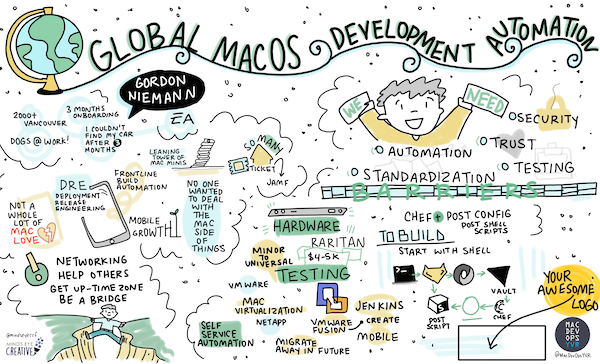 GLOBAL MACOS DEVELOPMENT AUTOMATION
GORDON
NIEMANN
EA
2000+
VANCOUVER
DOGS @ WORK!
3 MONTHS
ONBOARDING
I COULDN'T
FIND MY CAR
AFTER 3
MONTHS
LEANING
TOWER OF
MAC MINIS
SO MANY
TICKET
JAMF
FRONTLINE
BUILD
AUTOMATION
DRE
DEPLOYMENT
RELEASE
ENGINEERING
NOT A
WHOLE
LOT OF
MAC
LOVE
MOBILE
GROWTH
NO ONE
WANTED
TO DEAL
WITH
THE
MAC
SIDE OF
THINGS
NETWORKING
HELP OTHERS
GET UP-TIME ZONE
BE A BRIDGE
MIND'S EYE
CREATIVE
WE NEED
SECURITY
TRUST
TESTING
AUTOMATION
STANDARDIZATION
BARRIERS
HARDWARE
RARITAN
$4-5K
MINOR TO
UNIVERSAL
TESTING
VMWARE
MAC
VIRTUALIZATION
NETAPP
SELF
SERVICE
AUTOMATION
VMWARE
FUSION
MIGRATE
AWAY IN FUTURE
JENKINS
CREATE
MOBILE
CHEF + POST CONFIG
POST SHELL
SCRIPTS
TO BUILD
START WITH SHELL
VAULT
CHEF
POST
SCRIPT
YOUR
AWESOME
LOGO
MAC
DEV
OPS
YVR
@MacDevOpsYVR